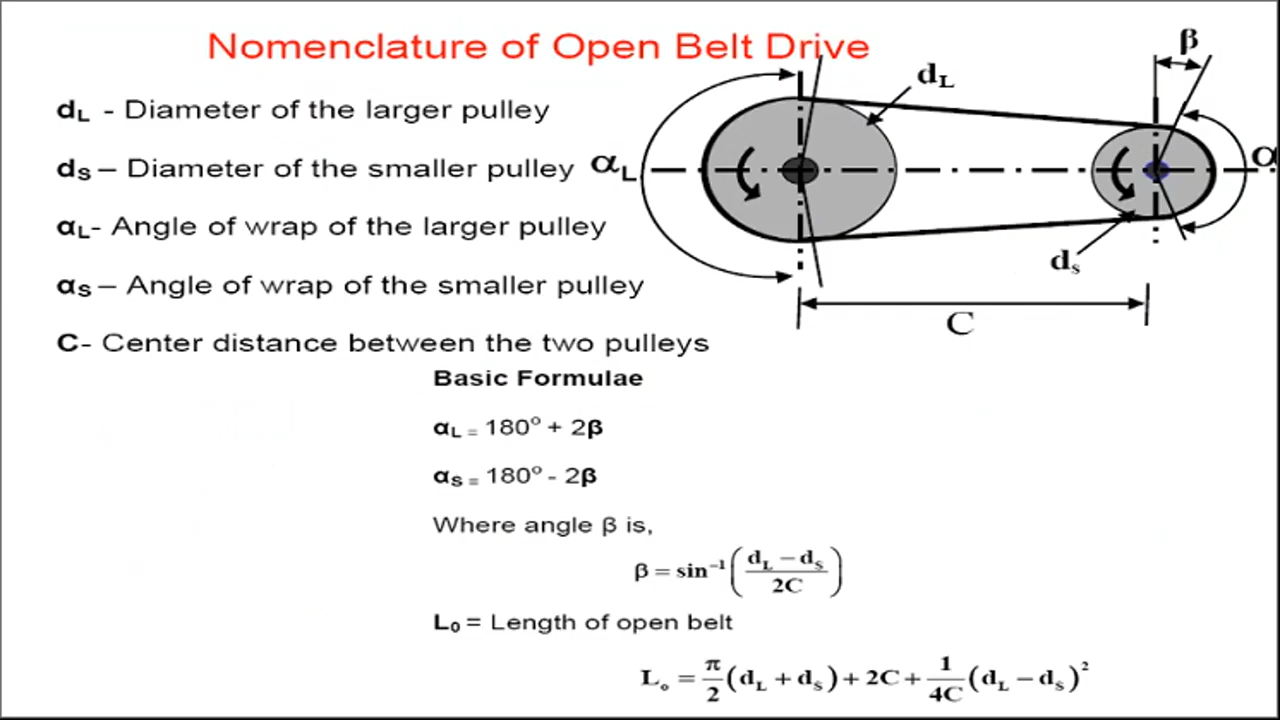 Nomenclature of Open Belt Drive
β
d_L
d_L - Diameter of the larger pulley
d_S – Diameter of the smaller pulley
α_L
α
α_L- Angle of wrap of the larger pulley
d_s
α_S – Angle of wrap of the smaller pulley
C
C- Center distance between the two pulleys
Basic Formulae
α_L = 180° + 2β
α_S = 180° - 2β
Where angle β is,
β = sin⁻¹((d_L – d_s)/2C)
L_0 = Length of open belt
L_o = π/2 (d_L + d_s) + 2C + 1/4C (d_L – d_s)²